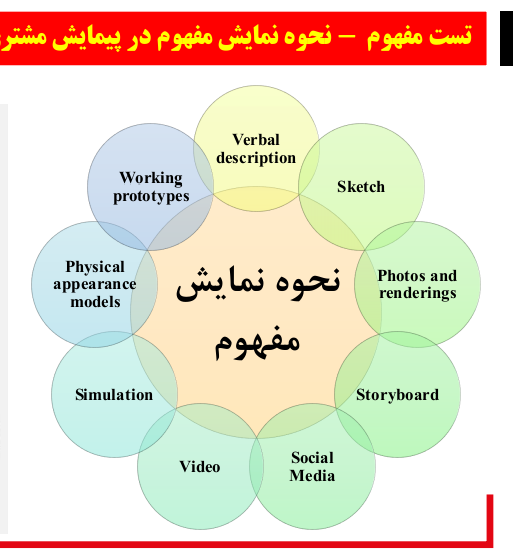 تست مفهوم – نحوه نمایش مفهوم در پیمایش
Verbal
description
Sketch
Photos and
renderings
Storyboard
Social
Media
Video
Simulation
Physical
appearance
models
Working
prototypes
نحوه نمایش
مفهوم